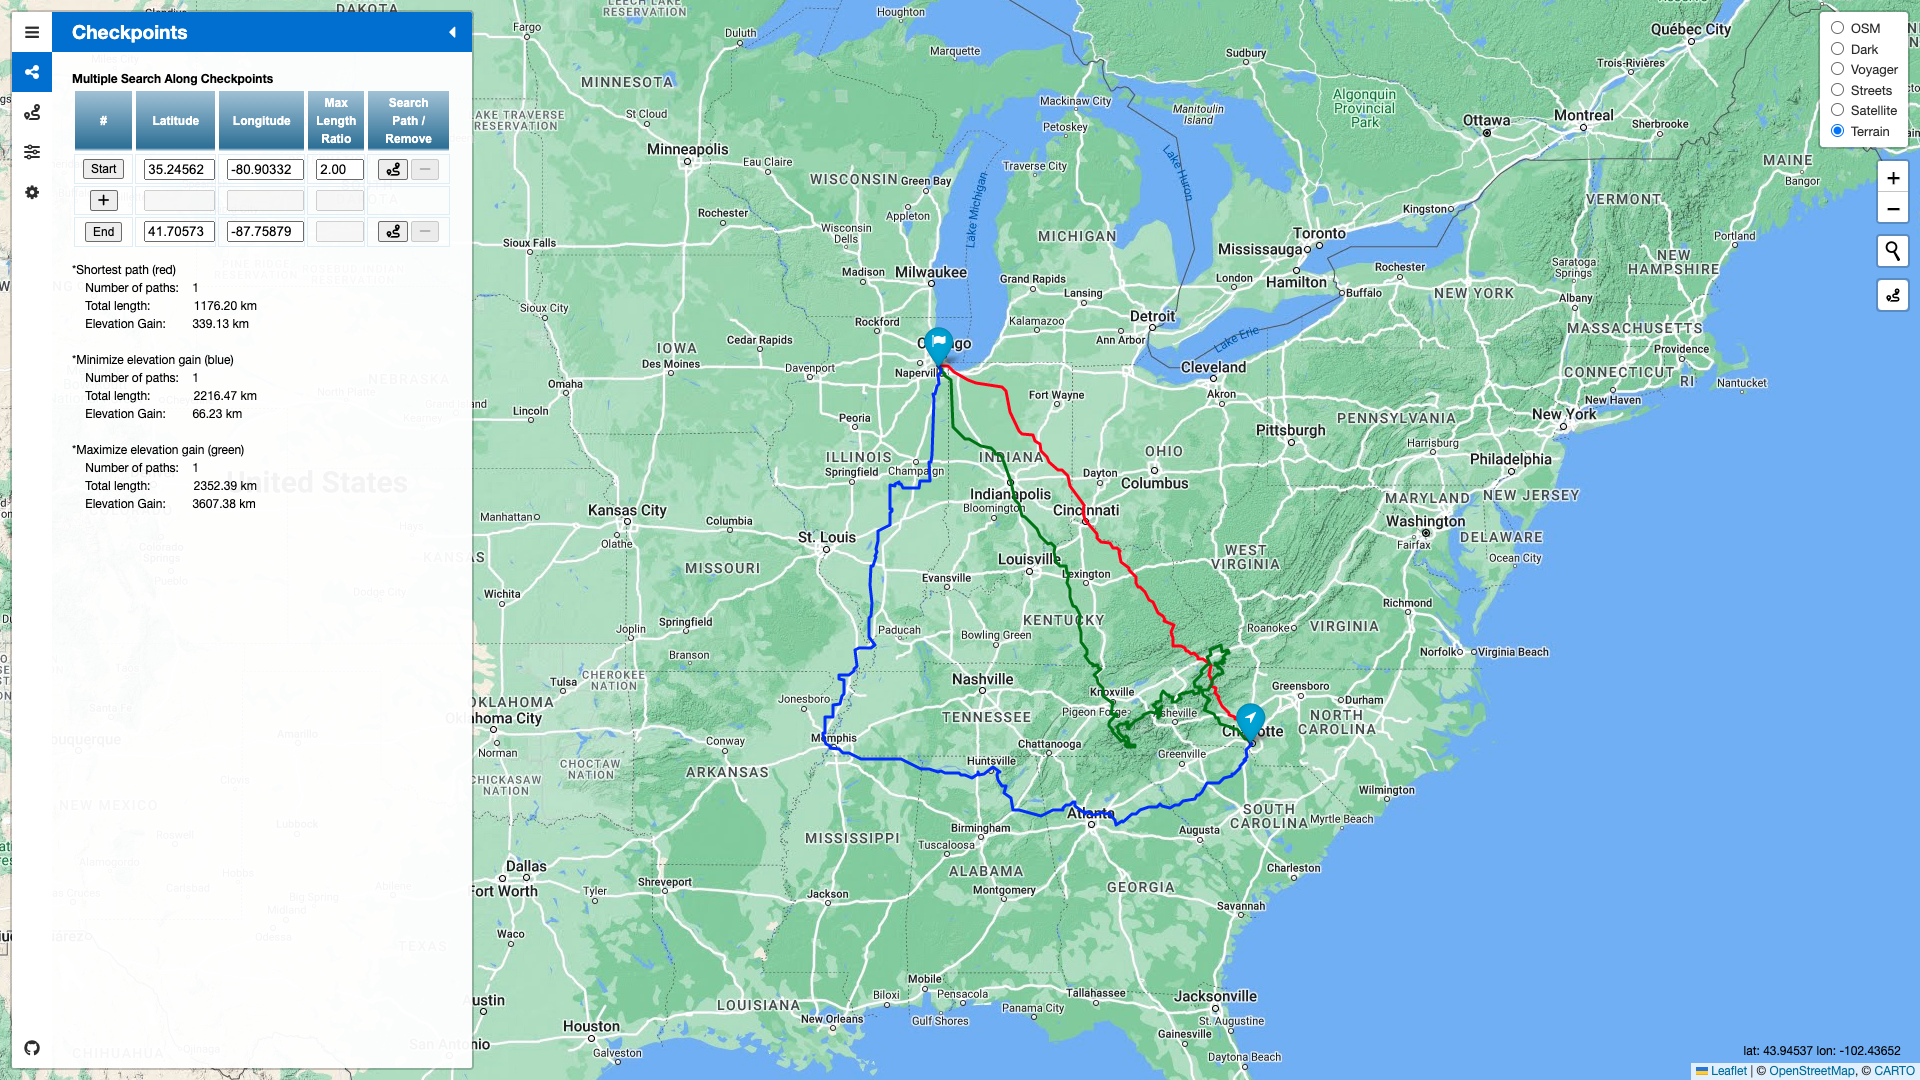 Checkpoints
Multiple Search Along Checkpoints
# Latitude Longitude Max Length Ratio Search Path / Remove
Start 35.24562 -80.90332 2.00
+
End 41.70573 -87.75879
*Shortest path (red)
Number of paths: 1
Total length: 1176.20 km
Elevation Gain: 339.13 km
*Minimize elevation gain (blue)
Number of paths: 1
Total length: 2216.47 km
Elevation Gain: 66.23 km
*Maximize elevation gain (green)
Number of paths: 1
Total length: 2352.39 km
Elevation Gain: 3607.38 km
OSM
Dark
Voyager
Streets
Satellite
Terrain
+
−
DAKOTA
LEECH LAKE
RESERVATION
Houghton
Fargo
Duluth
Marquette
Sudbury
Québec City
Trois-Rivières
MINNESOTA
Algonquin
Provincial
Park
Manitoulin
Island
Mackinaw City
LAKE TRAVERSE
RESERVATION
St Cloud
Petoskey
Ottawa
Montreal
Sherbrooke
Minneapolis
Eau Claire
Traverse City
Lake Huron
MAINE
Bangor
WISCONSIN
Green Bay
Lake Michigan
VERMONT
Rochester
Appleton
Kingston
Wisconsin
Dells
MICHIGAN
Toronto
Mississauga
Portland
Sioux Falls
NEW
HAMPSHIRE
Saratoga
Springs
Madison
Milwaukee
Grand Rapids
London
Hamilton
Rochester
Lansing
Buffalo
NEW YORK
Albany
Sioux City
Rockford
Kalamazoo
Detroit
MASSACHUSETTS
Cedar Rapids
Ann Arbor
Lake Erie
Providence
IOWA
Des Moines
Davenport
Naperville
Cleveland
CONNECTICUT
RI
Nantucket
Omaha
Fort Wayne
Akron
New Haven
Lincoln
Peoria
New York
PENNSYLVANIA
Pittsburgh
Harrisburg
ILLINOIS
INDIANA
OHIO
Springfield
Champaign
Dayton
Columbus
Philadelphia
Indianapolis
MARYLAND
NEW JERSEY
Bloomington
Cincinnati
Manhattan
Kansas City
Columbia
Washington
Fairfax
DELAWARE
Ocean City
Olathe
St. Louis
WEST
VIRGINIA
KANSAS
MISSOURI
Louisville
Lexington
Evansville
Wichita
Richmond
Springfield
KENTUCKY
Roanoke
VIRGINIA
Joplin
Paducah
Bowling Green
Branson
Norfolk
Virginia Beach
CHEROKEE
NATION
Tulsa
Nashville
Knoxville
Greensboro
Durham
OKLAHOMA
Oklahoma City
Jonesboro
Pigeon Forge
NORTH
CAROLINA
TENNESSEE
Norman
Memphis
Conway
Chattanooga
Greenville
Huntsville
CHOCTAW
NATION
ARKANSAS
CHICKASAW
NATION
Wilmington
Atlanta
SOUTH
CAROLINA
Myrtle Beach
Birmingham
Augusta
MISSISSIPPI
Tuscaloosa
Dallas
Fort Worth
ALABAMA
Charleston
Tyler
Shreveport
Jackson
Montgomery
GEORGIA
Savannah
Waco
TEXAS
Mobile
Biloxi
Pensacola
Tallahassee
Jacksonville
LOUISIANA
Panama City
New Orleans
Gulf Shores
St. Augustine
Houston
Gainesville
San Antonio
Galveston
Daytona Beach
United States
CHIHUAHUA
NEW MEXICO
lat: 43.94537 lon: -102.43652
Leaflet | © OpenStreetMap, © CARTO